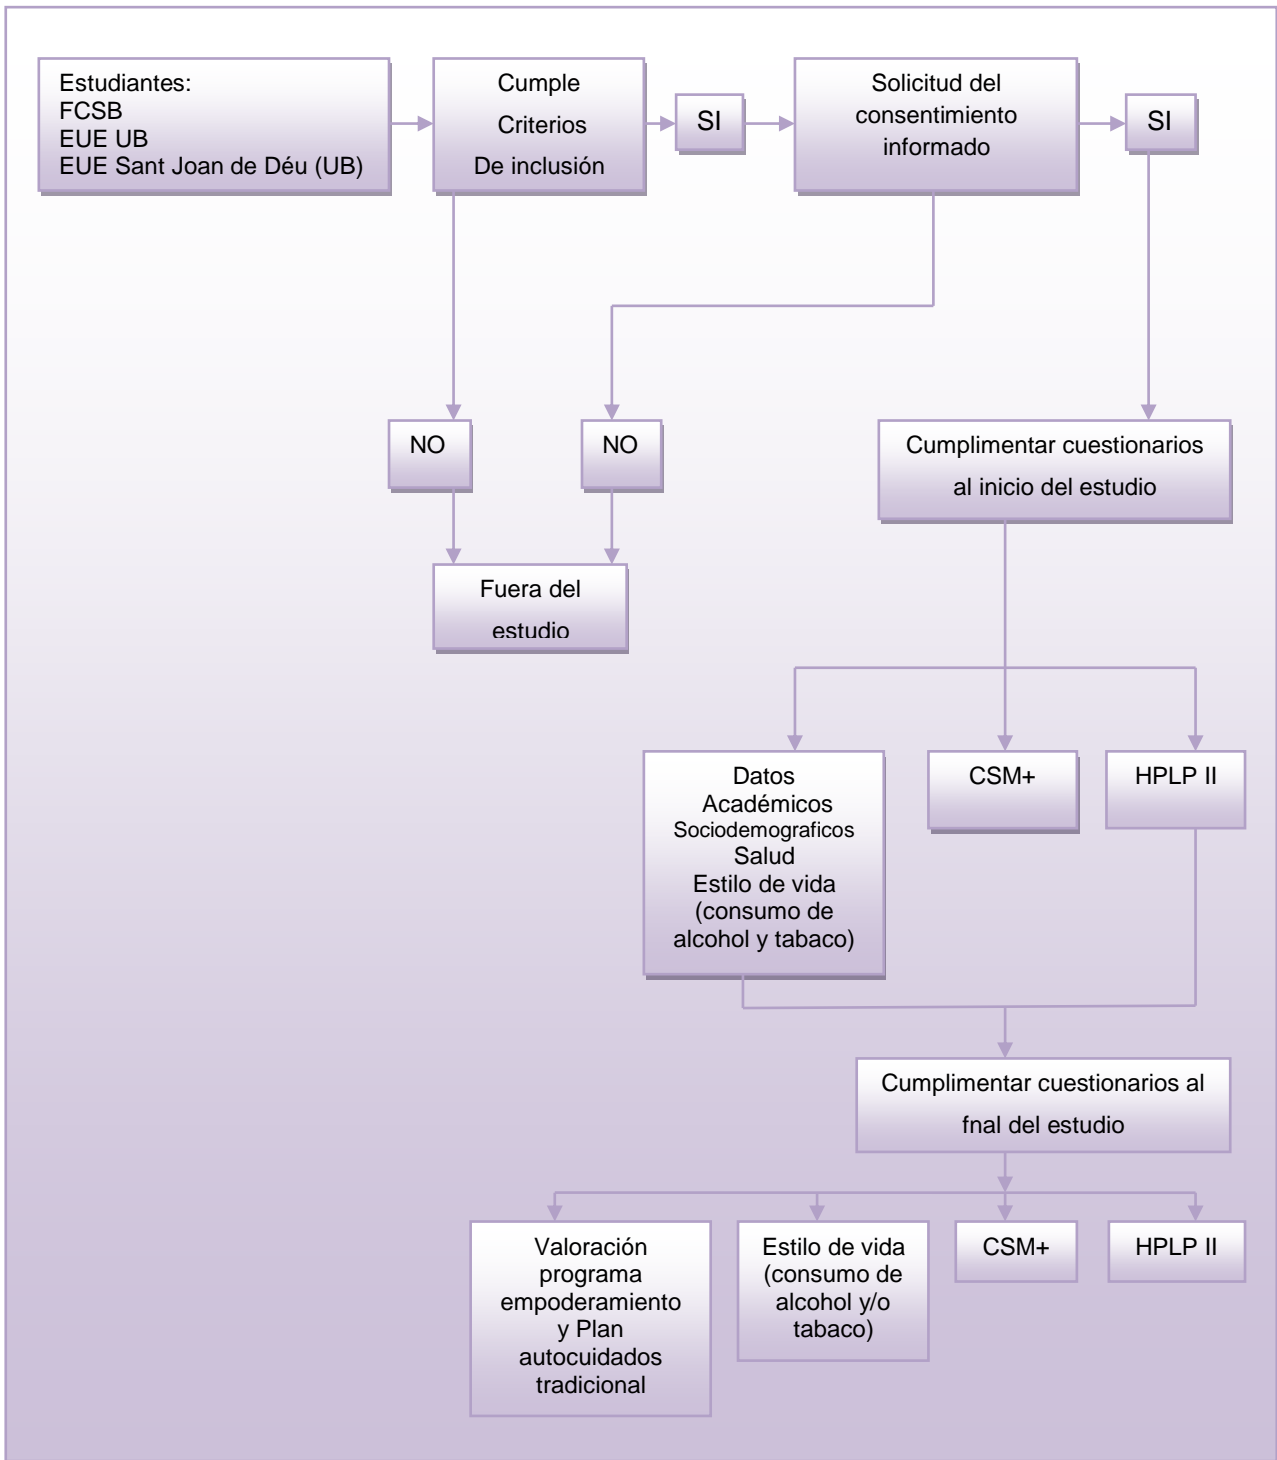 Estudiantes:
FCSB
EUE UB
EUE Sant Joan de Déu (UB)
Cumple
Criterios
De inclusión
SI
Solicitud del
consentimiento
informado
SI
NO
NO
Cumplimentar cuestionarios
al inicio del estudio
Fuera del
estudio
Datos
Académicos
Sociodemograficos
Salud
Estilo de vida
(consumo de
alcohol y tabaco)
CSM+
HPLP II
Cumplimentar cuestionarios al
fnal del estudio
Valoración
programa
empoderamiento
y Plan
autocuidados
tradicional
Estilo de vida
(consumo de
alcohol y/o
tabaco)
CSM+
HPLP II